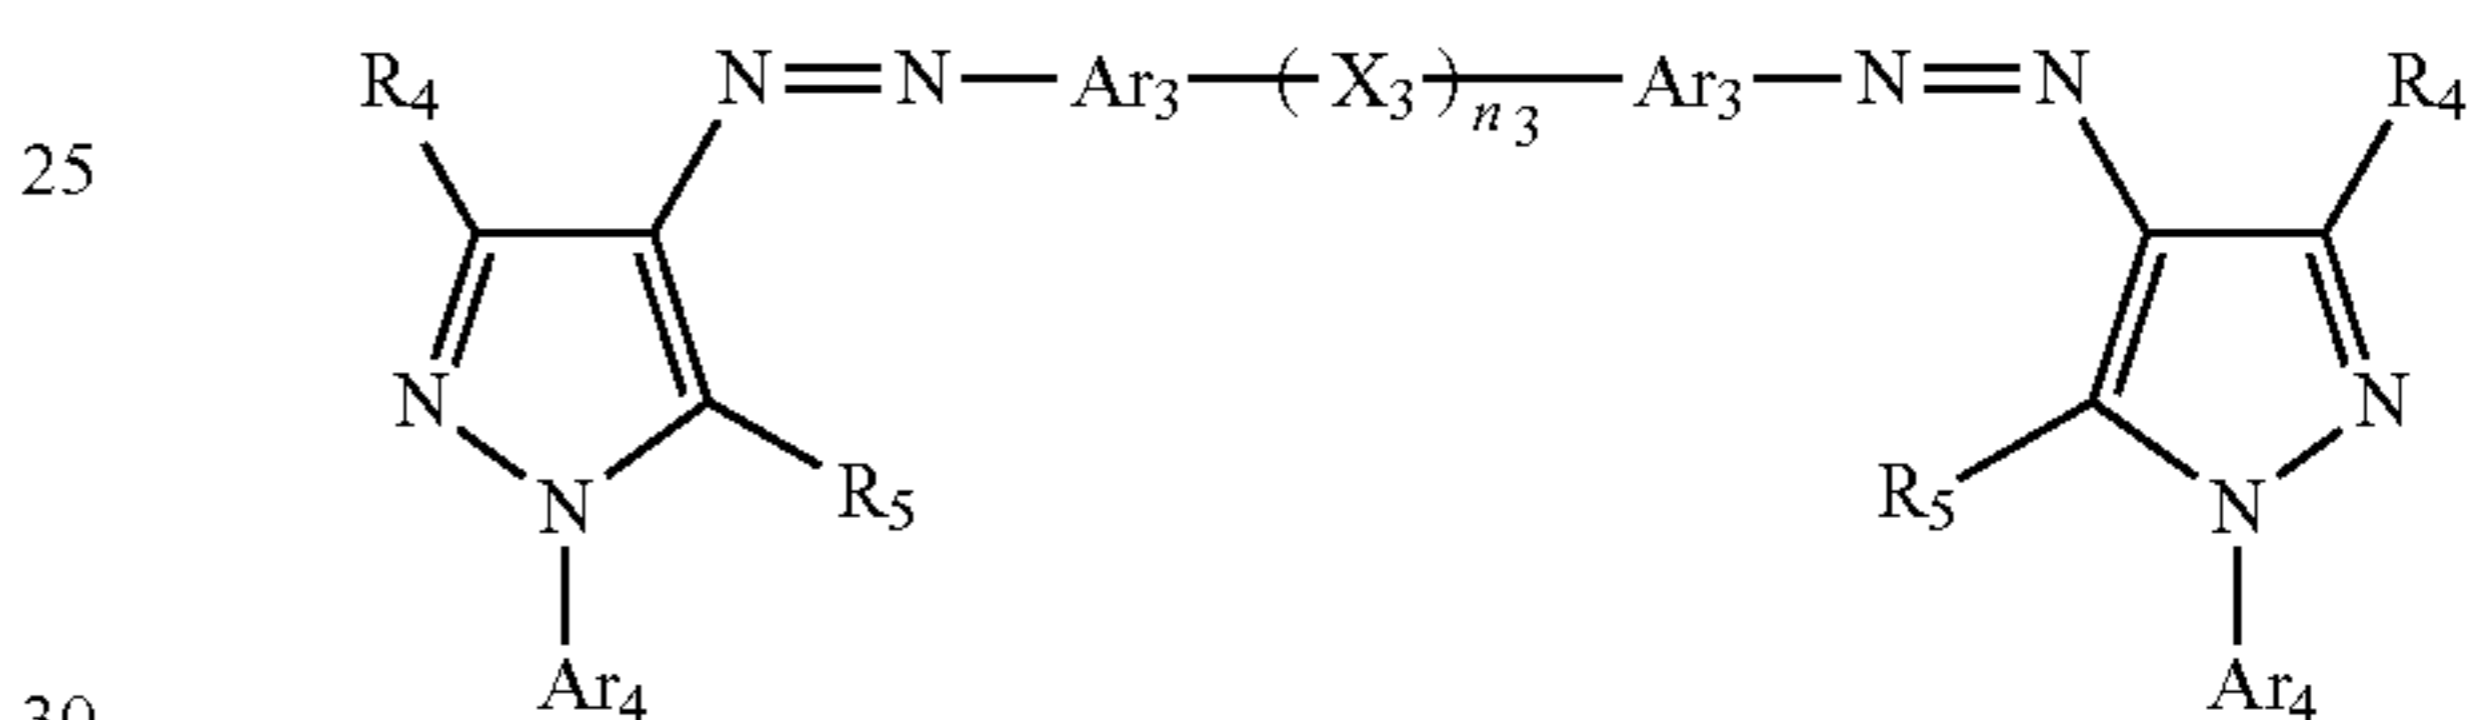 R4 N=N—Ar3—(X3)n3—Ar3—N=N R4
25
N N
R5 R5
N N
Ar4 Ar4
30